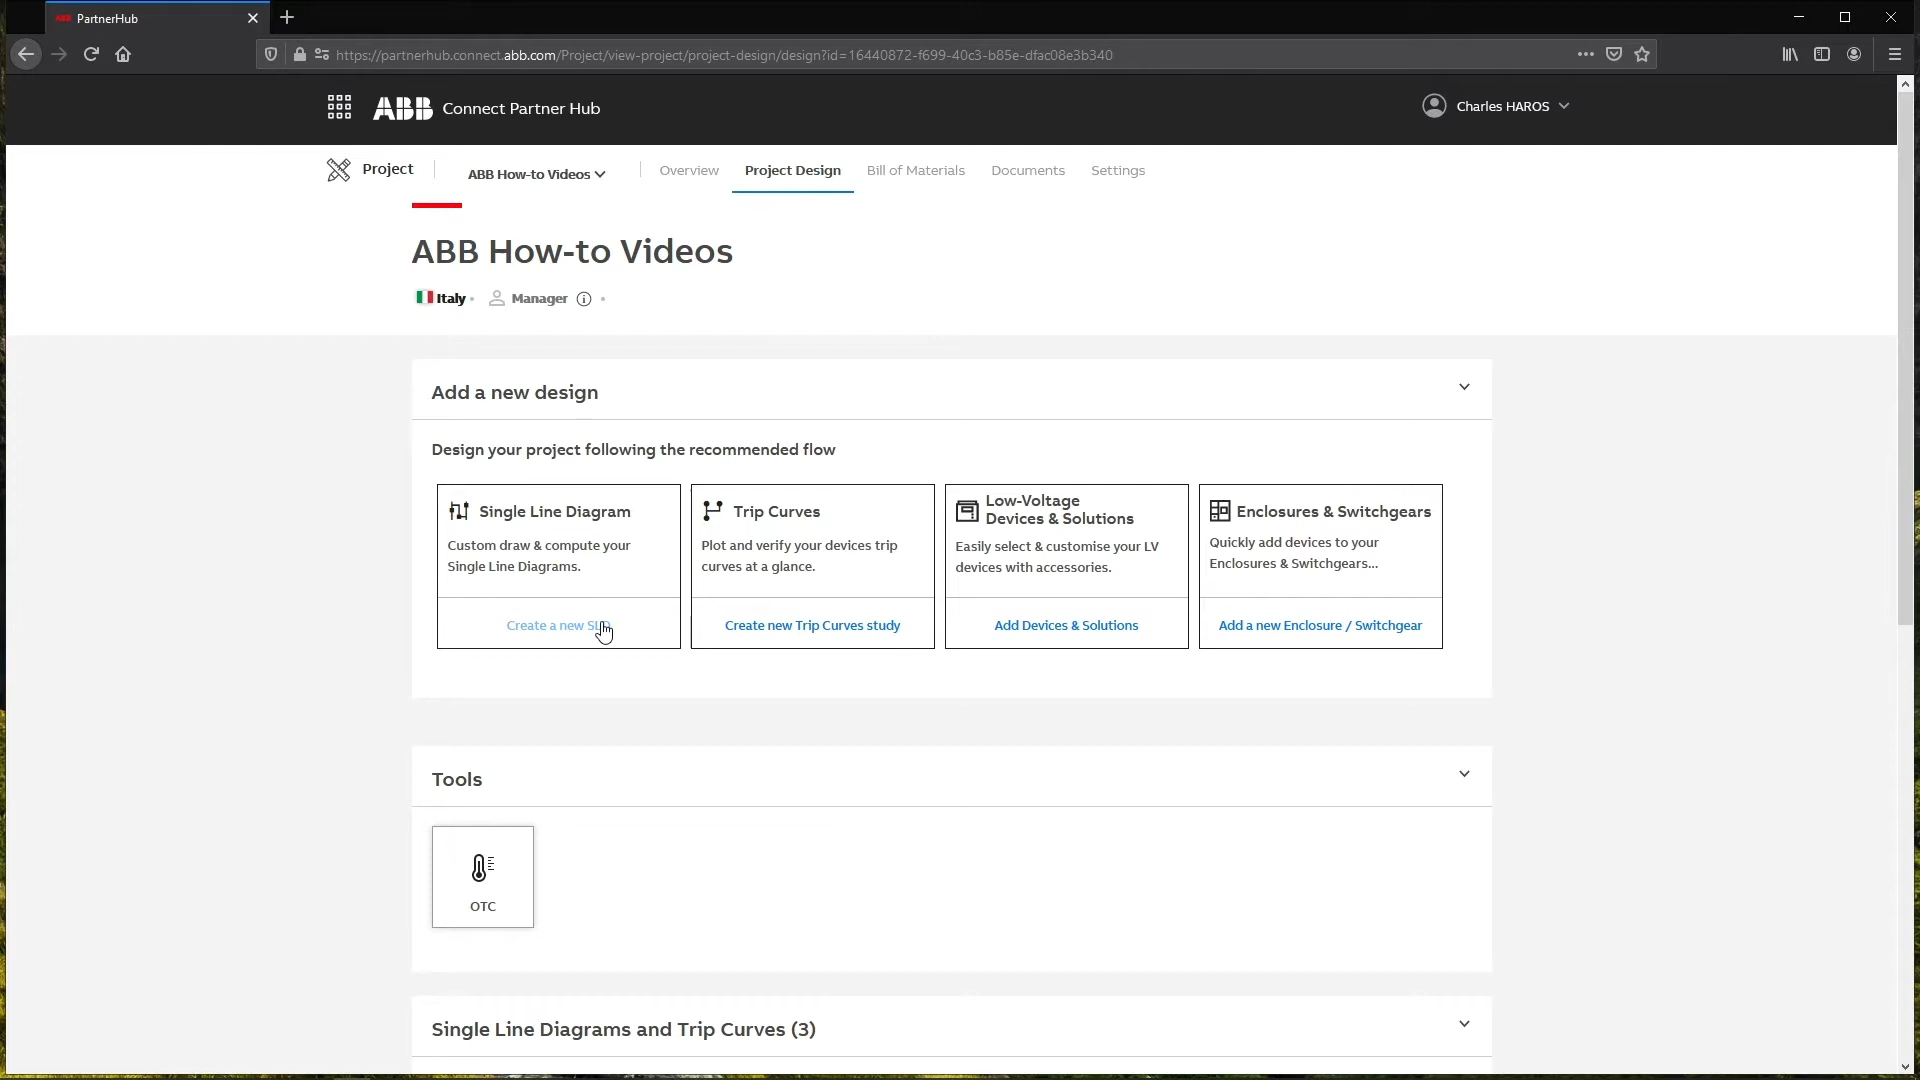 PartnerHub
https://partnerhub.connect.abb.com/Project/view-project/project-design/design?id=16440872-f699-40c3-b85e-dfac08e3b340
ABB Connect Partner Hub
Charles HAROS
Project
ABB How-to Videos
Overview
Project Design
Bill of Materials
Documents
Settings
ABB How-to Videos
Italy
Manager
Add a new design
Design your project following the recommended flow
Single Line Diagram
Custom draw & compute your
Single Line Diagrams.
Create a new SLD
Trip Curves
Plot and verify your devices trip
curves at a glance.
Create new Trip Curves study
Low-Voltage
Devices & Solutions
Easily select & customise your LV
devices with accessories.
Add Devices & Solutions
Enclosures & Switchgears
Quickly add devices to your
Enclosures & Switchgears...
Add a new Enclosure / Switchgear
Tools
OTC
Single Line Diagrams and Trip Curves (3)